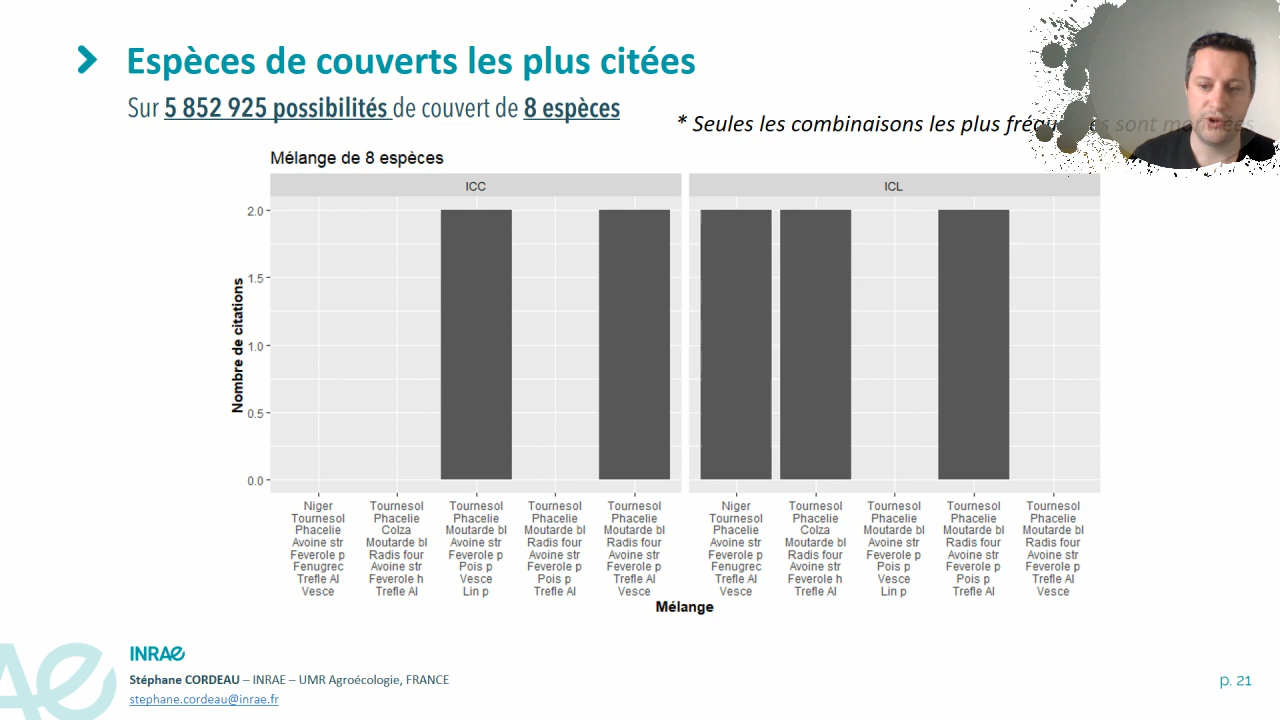 Espèces de couverts les plus citées
Sur 5 852 925 possibilités de couvert de 8 espèces
* Seules les combinaisons les plus sont
Mélange de 8 espèces
ICC
ICL
Nombre de citations
2.0
1.5
1.0
0.5
0.0
Niger
Tournesol
Phacelie
Avoine str
Feverole p
Fenugrec
Trefle Al
Vesce
Tournesol
Phacelie
Colza
Moutarde bl
Radis four
Avoine str
Feverole h
Trefle Al
Tournesol
Phacelie
Moutarde bl
Avoine str
Feverole p
Pois p
Vesce
Lin p
Tournesol
Phacelie
Moutarde bl
Radis four
Avoine str
Feverole p
Pois p
Trefle Al
Tournesol
Phacelie
Moutarde bl
Radis four
Avoine str
Feverole p
Trefle Al
Vesce
Niger
Tournesol
Phacelie
Avoine str
Feverole p
Fenugrec
Trefle Al
Vesce
Tournesol
Phacelie
Colza
Moutarde bl
Radis four
Avoine str
Feverole h
Trefle Al
Tournesol
Phacelie
Moutarde bl
Avoine str
Feverole p
Pois p
Vesce
Lin p
Tournesol
Phacelie
Moutarde bl
Radis four
Avoine str
Feverole p
Pois p
Trefle Al
Tournesol
Phacelie
Moutarde bl
Radis four
Avoine str
Feverole p
Trefle Al
Vesce
Mélange
INRAE
Stéphane CORDEAU – INRAE – UMR Agroécologie, FRANCE
stephane.cordeau@inrae.fr
p. 21